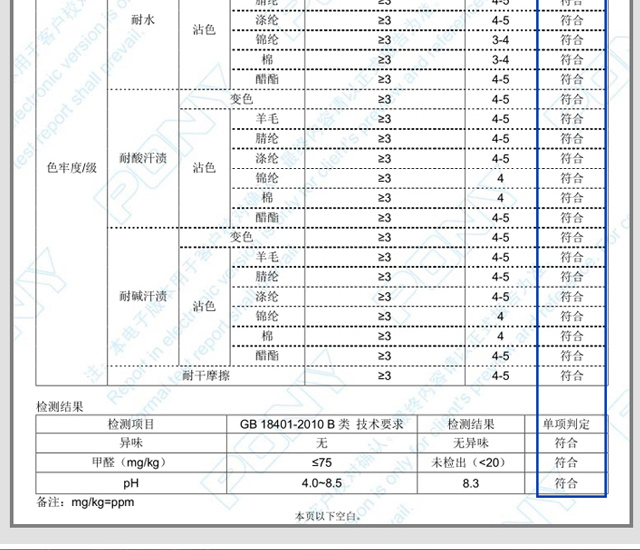 腈纶 ≥3 4-5 符合
耐水 沾色 涤纶 ≥3 4-5 符合
锦纶 ≥3 3-4 符合
棉 ≥3 3-4 符合
醋酯 ≥3 4-5 符合
变色 ≥3 4-5 符合
羊毛 ≥3 4-5 符合
腈纶 ≥3 4-5 符合
色牢度/级 耐酸汗渍 沾色 涤纶 ≥3 4-5 符合
锦纶 ≥3 4 符合
棉 ≥3 4 符合
醋酯 ≥3 4-5 符合
变色 ≥3 4-5 符合
羊毛 ≥3 4-5 符合
腈纶 ≥3 4-5 符合
耐碱汗渍 沾色 涤纶 ≥3 4-5 符合
锦纶 ≥3 4 符合
棉 ≥3 4 符合
醋酯 ≥3 4-5 符合
耐干摩擦 ≥3 4-5 符合
检测结果
检测项目 GB 18401-2010 B 类 技术要求 检测结果 单项判定
异味 无 无异味 符合
甲醛（mg/kg） ≤75 未检出（<20） 符合
pH 4.0~8.5 8.3 符合
备注：mg/kg=ppm
本页以下空白。
PONY